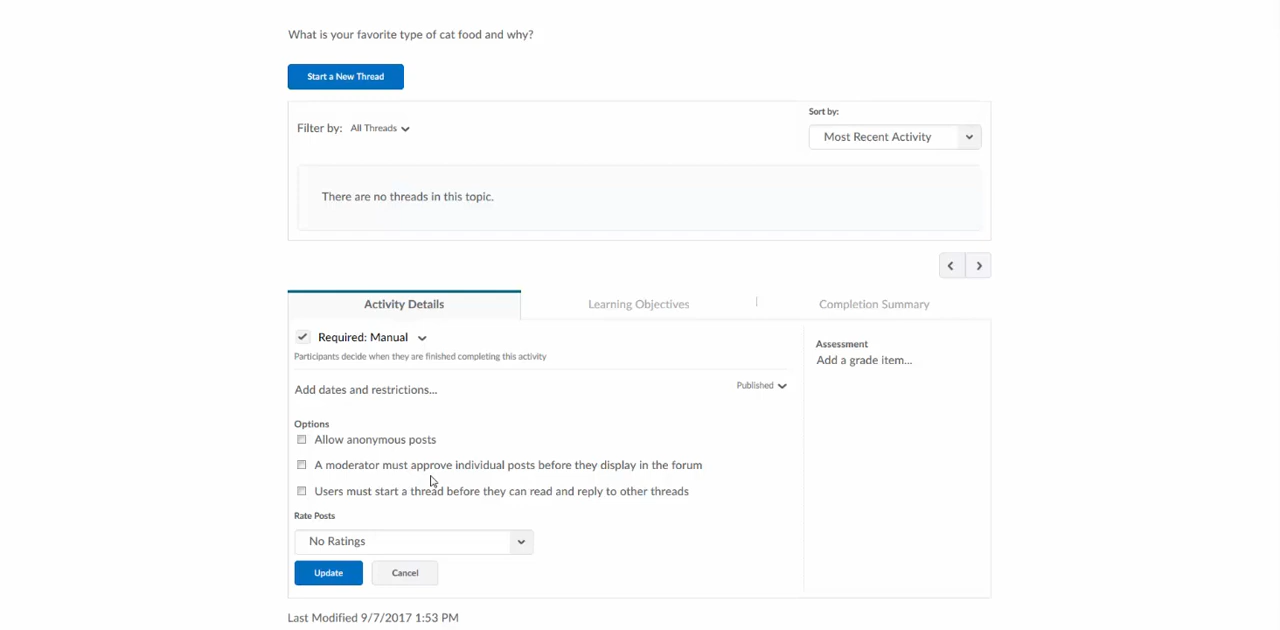 What is your favorite type of cat food and why?
Start a New Thread
Sort by:
Filter by: All Threads
Most Recent Activity
There are no threads in this topic.
Activity Details
Learning Objectives
Completion Summary
Required: Manual
Participants decide when they are finished completing this activity
Assessment
Add a grade item...
Add dates and restrictions...
Published
Options
Allow anonymous posts
A moderator must approve individual posts before they display in the forum
Users must start a thread before they can read and reply to other threads
Rate Posts
No Ratings
Update
Cancel
Last Modified 9/7/2017 1:53 PM